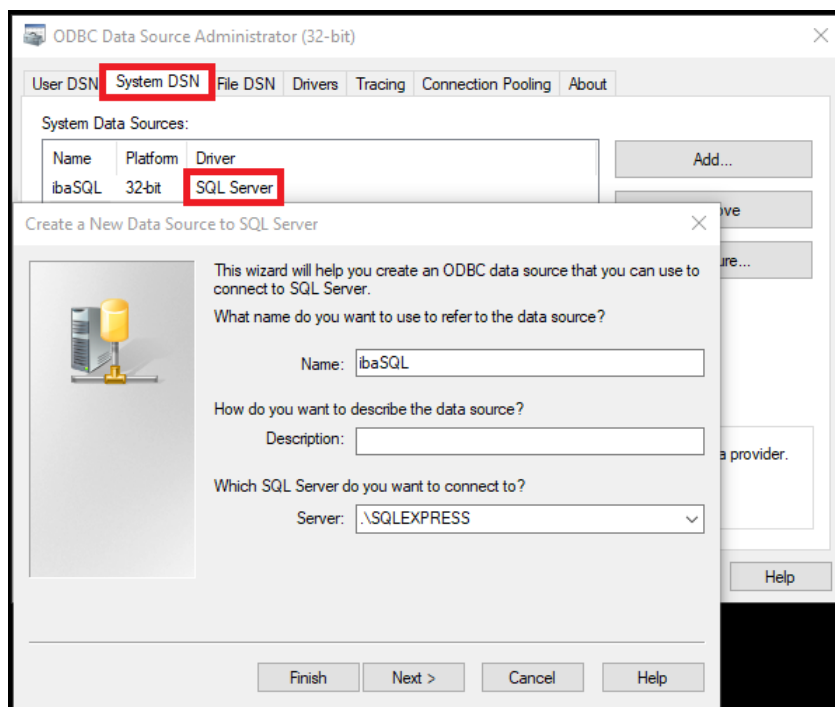 ODBC Data Source Administrator (32-bit)
User DSN System DSN File DSN Drivers Tracing Connection Pooling About
System Data Sources:
Name Platform Driver
ibaSQL 32-bit SQL Server
Add...
ove
ure...
Create a New Data Source to SQL Server
This wizard will help you create an ODBC data source that you can use to
connect to SQL Server.
What name do you want to use to refer to the data source?
Name: ibaSQL
How do you want to describe the data source?
Description:
Which SQL Server do you want to connect to?
Server: .\SQLEXPRESS
Finish Next > Cancel Help
a provider.
Help